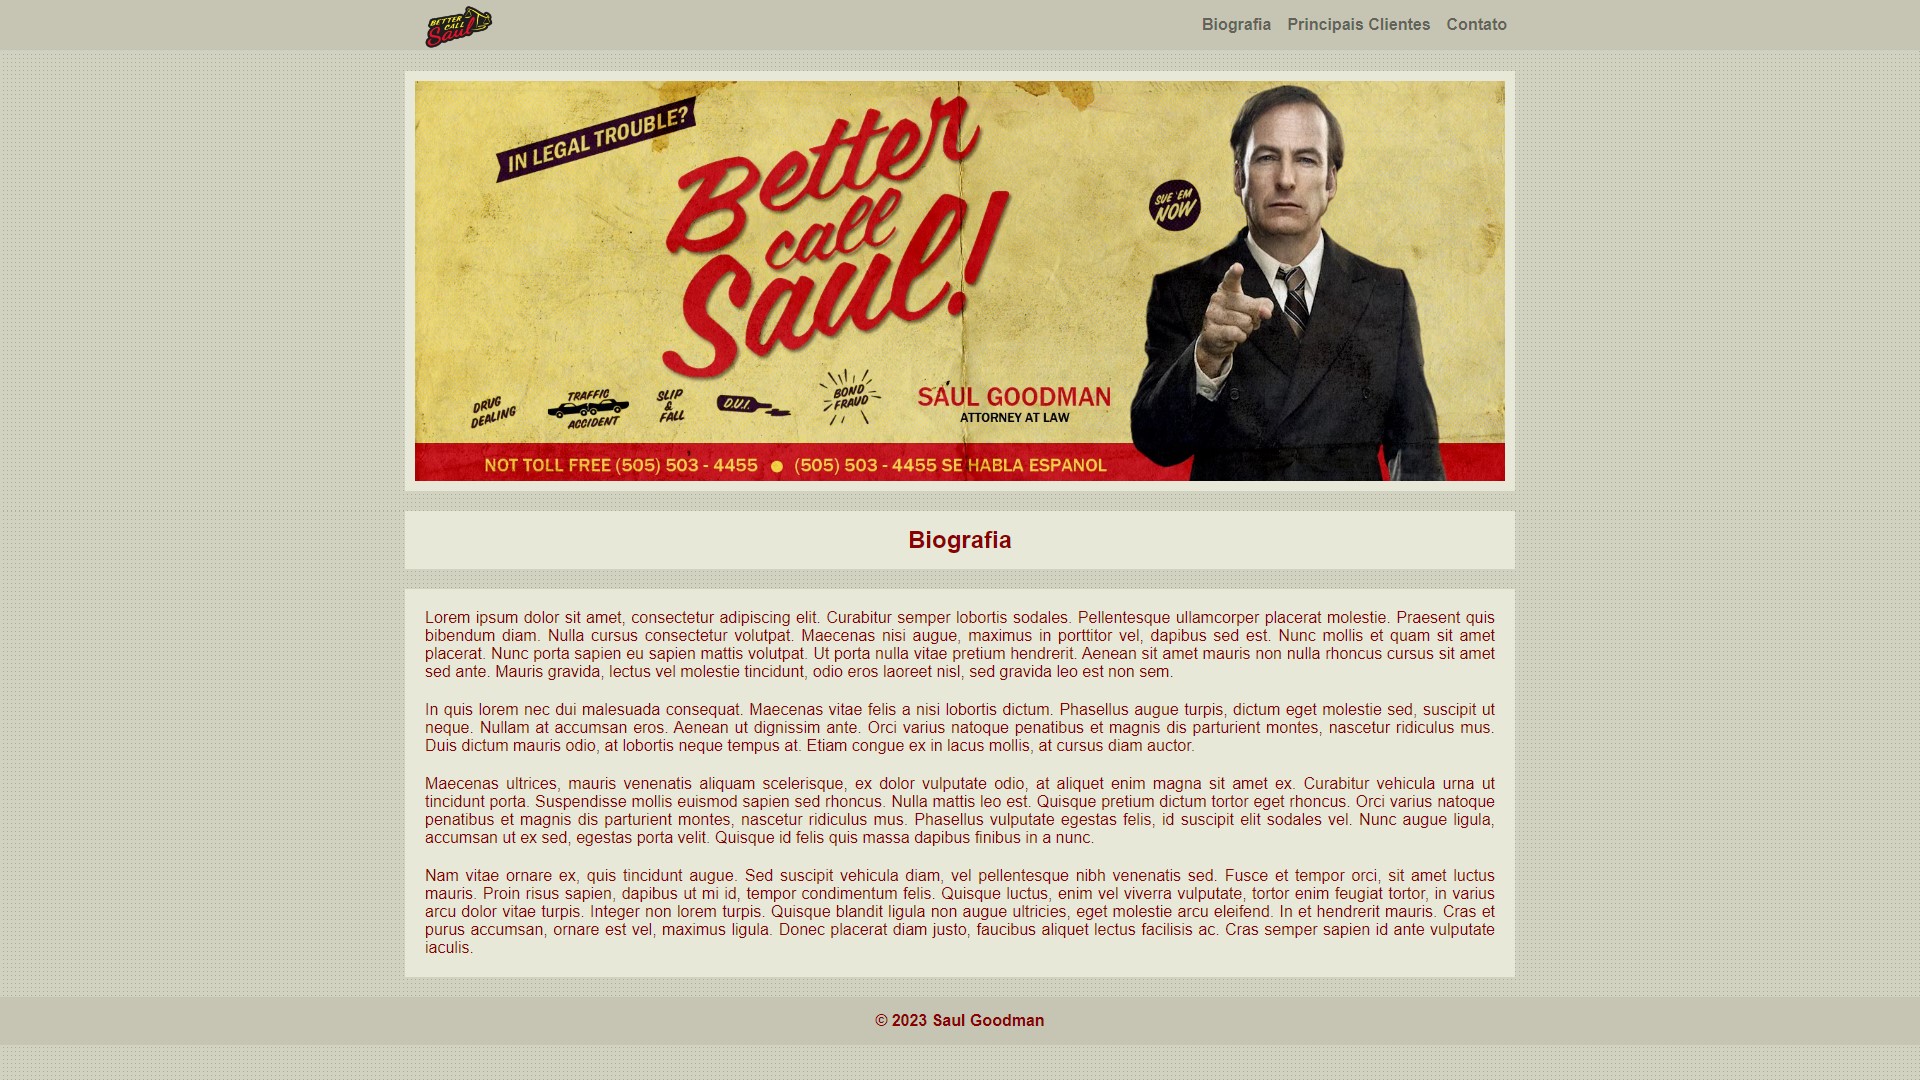 BETTER
CALL
Saul
Biografia Principais Clientes Contato
IN LEGAL TROUBLE?
Better
call
Saul!
SUE 'EM
NOW
DRUG
DEALING
TRAFFIC
ACCIDENT
SLIP
&
FALL
D.U.I.
BOND
FRAUD
SAUL GOODMAN
ATTORNEY AT LAW
NOT TOLL FREE (505) 503 - 4455 ● (505) 503 - 4455 SE HABLA ESPANOL
Biografia
Lorem ipsum dolor sit amet, consectetur adipiscing elit. Curabitur semper lobortis sodales. Pellentesque ullamcorper placerat molestie. Praesent quis
bibendum diam. Nulla cursus consectetur volutpat. Maecenas nisi augue, maximus in porttitor vel, dapibus sed est. Nunc mollis et quam sit amet
placerat. Nunc porta sapien eu sapien mattis volutpat. Ut porta nulla vitae pretium hendrerit. Aenean sit amet mauris non nulla rhoncus cursus sit amet
sed ante. Mauris gravida, lectus vel molestie tincidunt, odio eros laoreet nisl, sed gravida leo est non sem.
In quis lorem nec dui malesuada consequat. Maecenas vitae felis a nisi lobortis dictum. Phasellus augue turpis, dictum eget molestie sed, suscipit ut
neque. Nullam at accumsan eros. Aenean ut dignissim ante. Orci varius natoque penatibus et magnis dis parturient montes, nascetur ridiculus mus.
Duis dictum mauris odio, at lobortis neque tempus at. Etiam congue ex in lacus mollis, at cursus diam auctor.
Maecenas ultrices, mauris venenatis aliquam scelerisque, ex dolor vulputate odio, at aliquet enim magna sit amet ex. Curabitur vehicula urna ut
tincidunt porta. Suspendisse mollis euismod sapien sed rhoncus. Nulla mattis leo est. Quisque pretium dictum tortor eget rhoncus. Orci varius natoque
penatibus et magnis dis parturient montes, nascetur ridiculus mus. Phasellus vulputate egestas felis, id suscipit elit sodales vel. Nunc augue ligula,
accumsan ut ex sed, egestas porta velit. Quisque id felis quis massa dapibus finibus in a nunc.
Nam vitae ornare ex, quis tincidunt augue. Sed suscipit vehicula diam, vel pellentesque nibh venenatis sed. Fusce et tempor orci, sit amet luctus
mauris. Proin risus sapien, dapibus ut mi id, tempor condimentum felis. Quisque luctus, enim vel viverra vulputate, tortor enim feugiat tortor, in varius
arcu dolor vitae turpis. Integer non lorem turpis. Quisque blandit ligula non augue ultricies, eget molestie arcu eleifend. In et hendrerit mauris. Cras et
purus accumsan, ornare est vel, maximus ligula. Donec placerat diam justo, faucibus aliquet lectus facilisis ac. Cras semper sapien id ante vulputate
iaculis.
© 2023 Saul Goodman